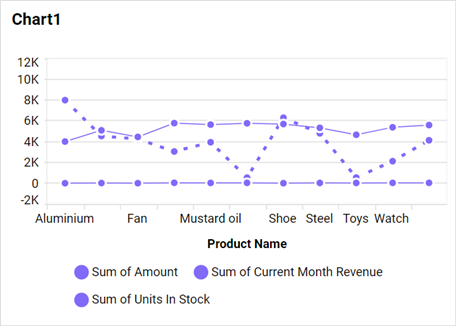 Chart1
12K
10K
8K
6K
4K
2K
0
-2K
Aluminium Fan Mustard oil Shoe Steel Toys Watch
Product Name
Sum of Amount Sum of Current Month Revenue
Sum of Units In Stock